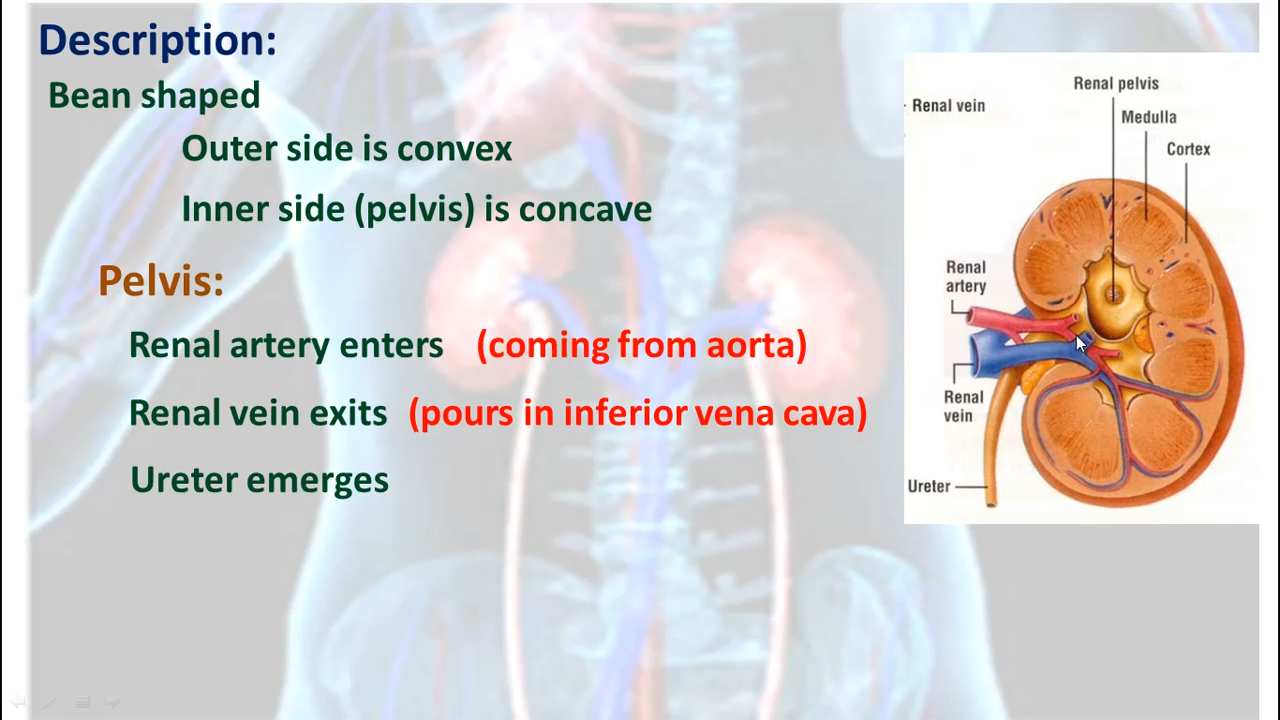 Description:
Bean shaped
Outer side is convex
Inner side (pelvis) is concave
Pelvis:
Renal artery enters (coming from aorta)
Renal vein exits (pours in inferior vena cava)
Ureter emerges
Renal pelvis
Renal vein
Medulla
Cortex
Renal
artery
Renal
vein
Ureter